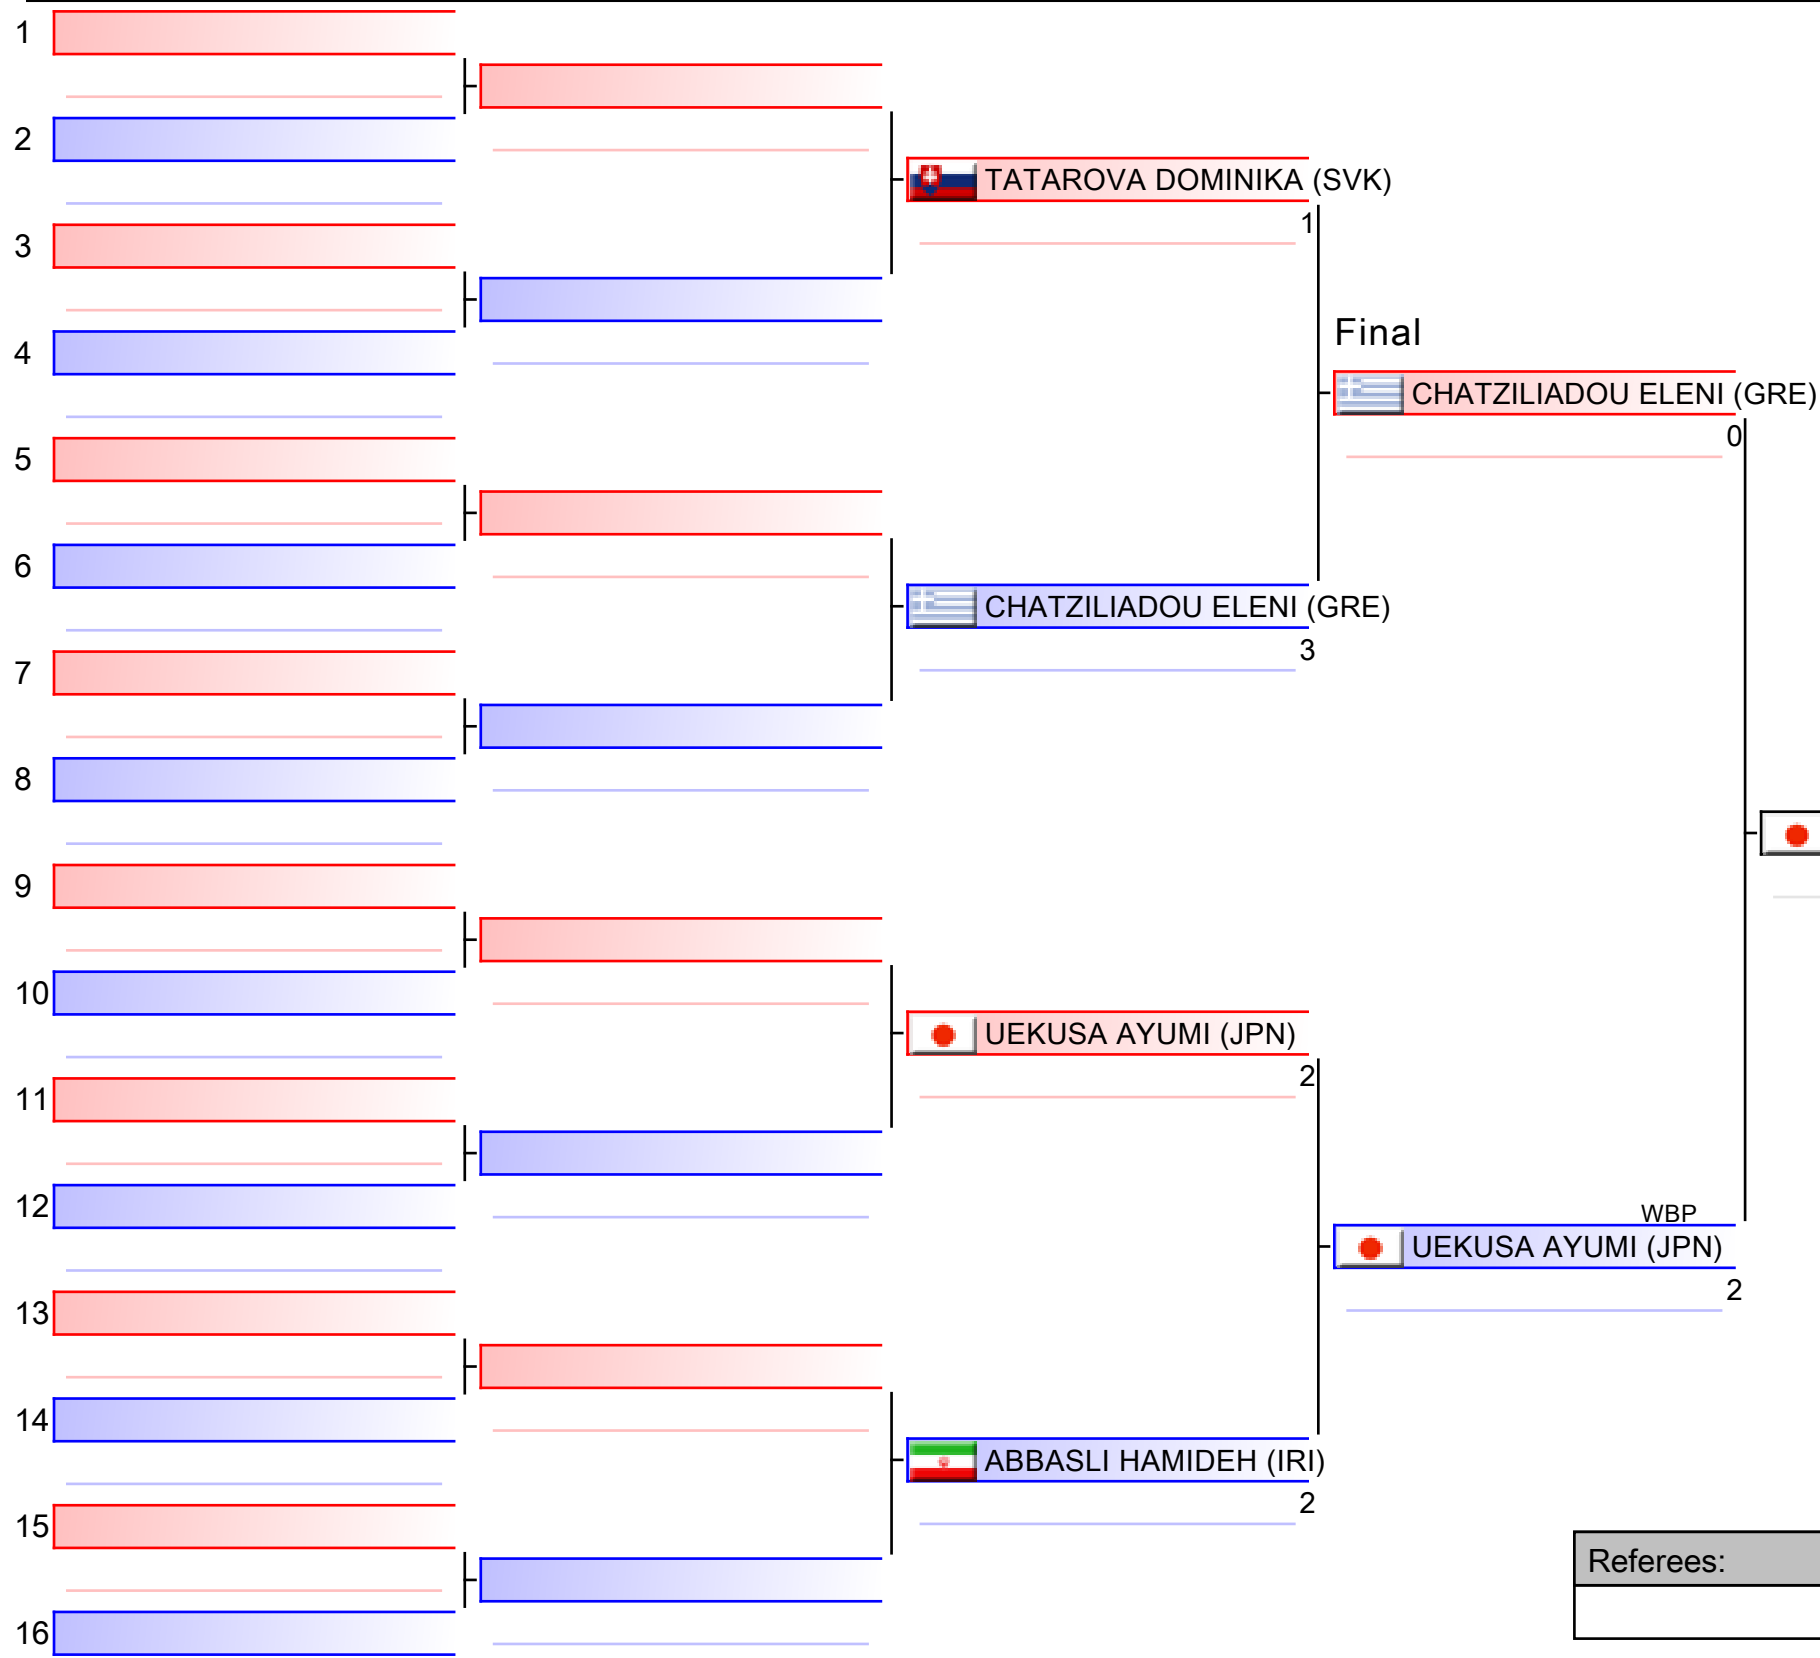 1
2
TATAROVA DOMINIKA (SVK)
1
3
Final
4
CHATZILIADOU ELENI (GRE)
0
5
6
CHATZILIADOU ELENI (GRE)
3
7
8
9
10
UEKUSA AYUMI (JPN)
2
11
12
WBP
UEKUSA AYUMI (JPN)
2
13
14
ABBASLI HAMIDEH (IRI)
2
15
Referees:
16